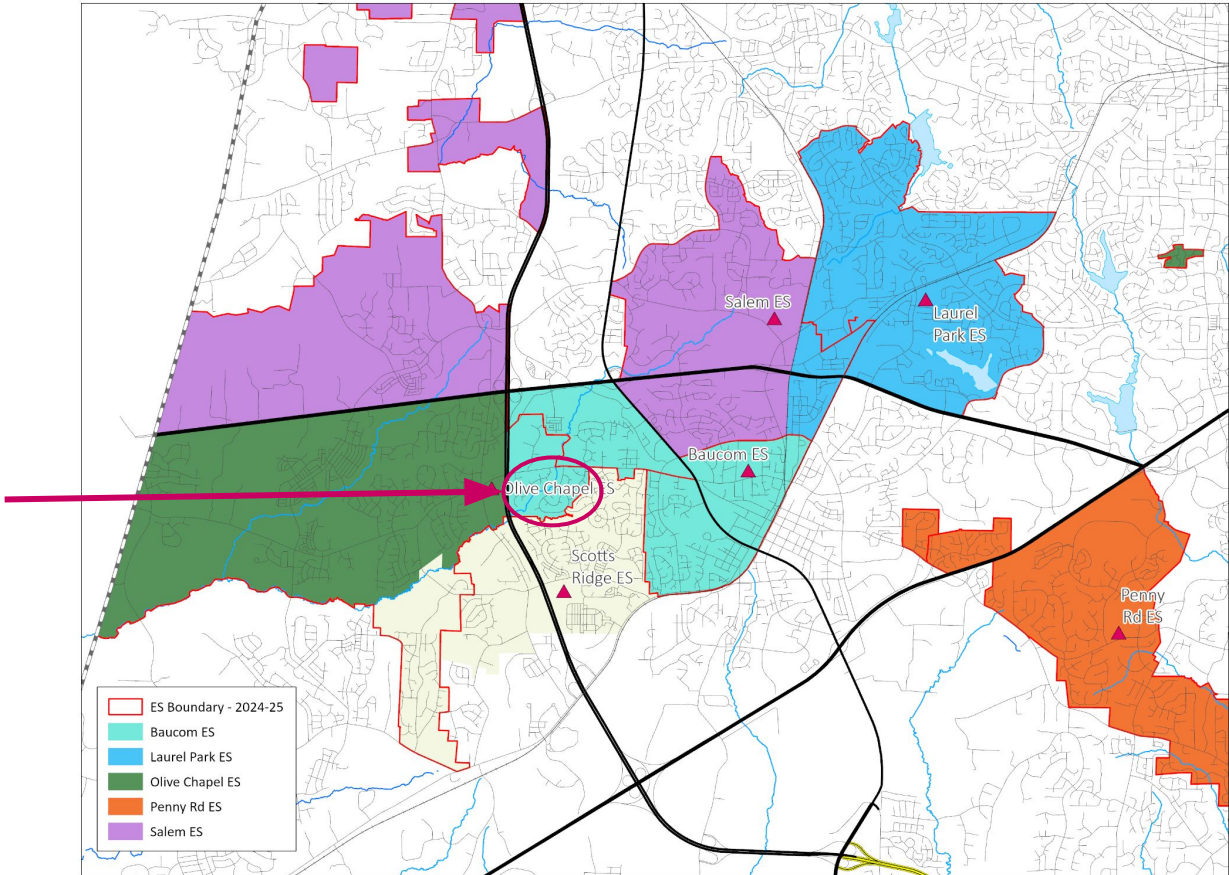 Salem ES
Laurel
Park ES
Baucom ES
Olive Chapel ES
Scotts
Ridge ES
Penny
Rd ES
ES Boundary - 2024-25
Baucom ES
Laurel Park ES
Olive Chapel ES
Penny Rd ES
Salem ES